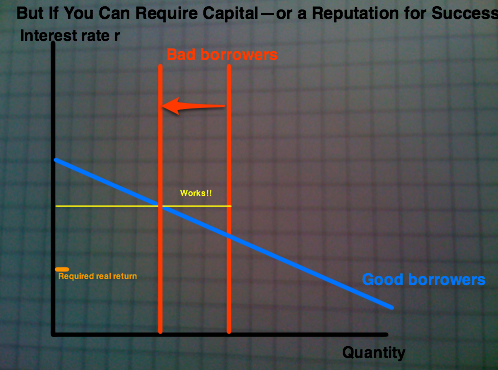 But If You Can Require Capital—or a Reputation for Success
Interest rate r
Bad borrowers
Works!!
Required real return
Good borrowers
Quantity